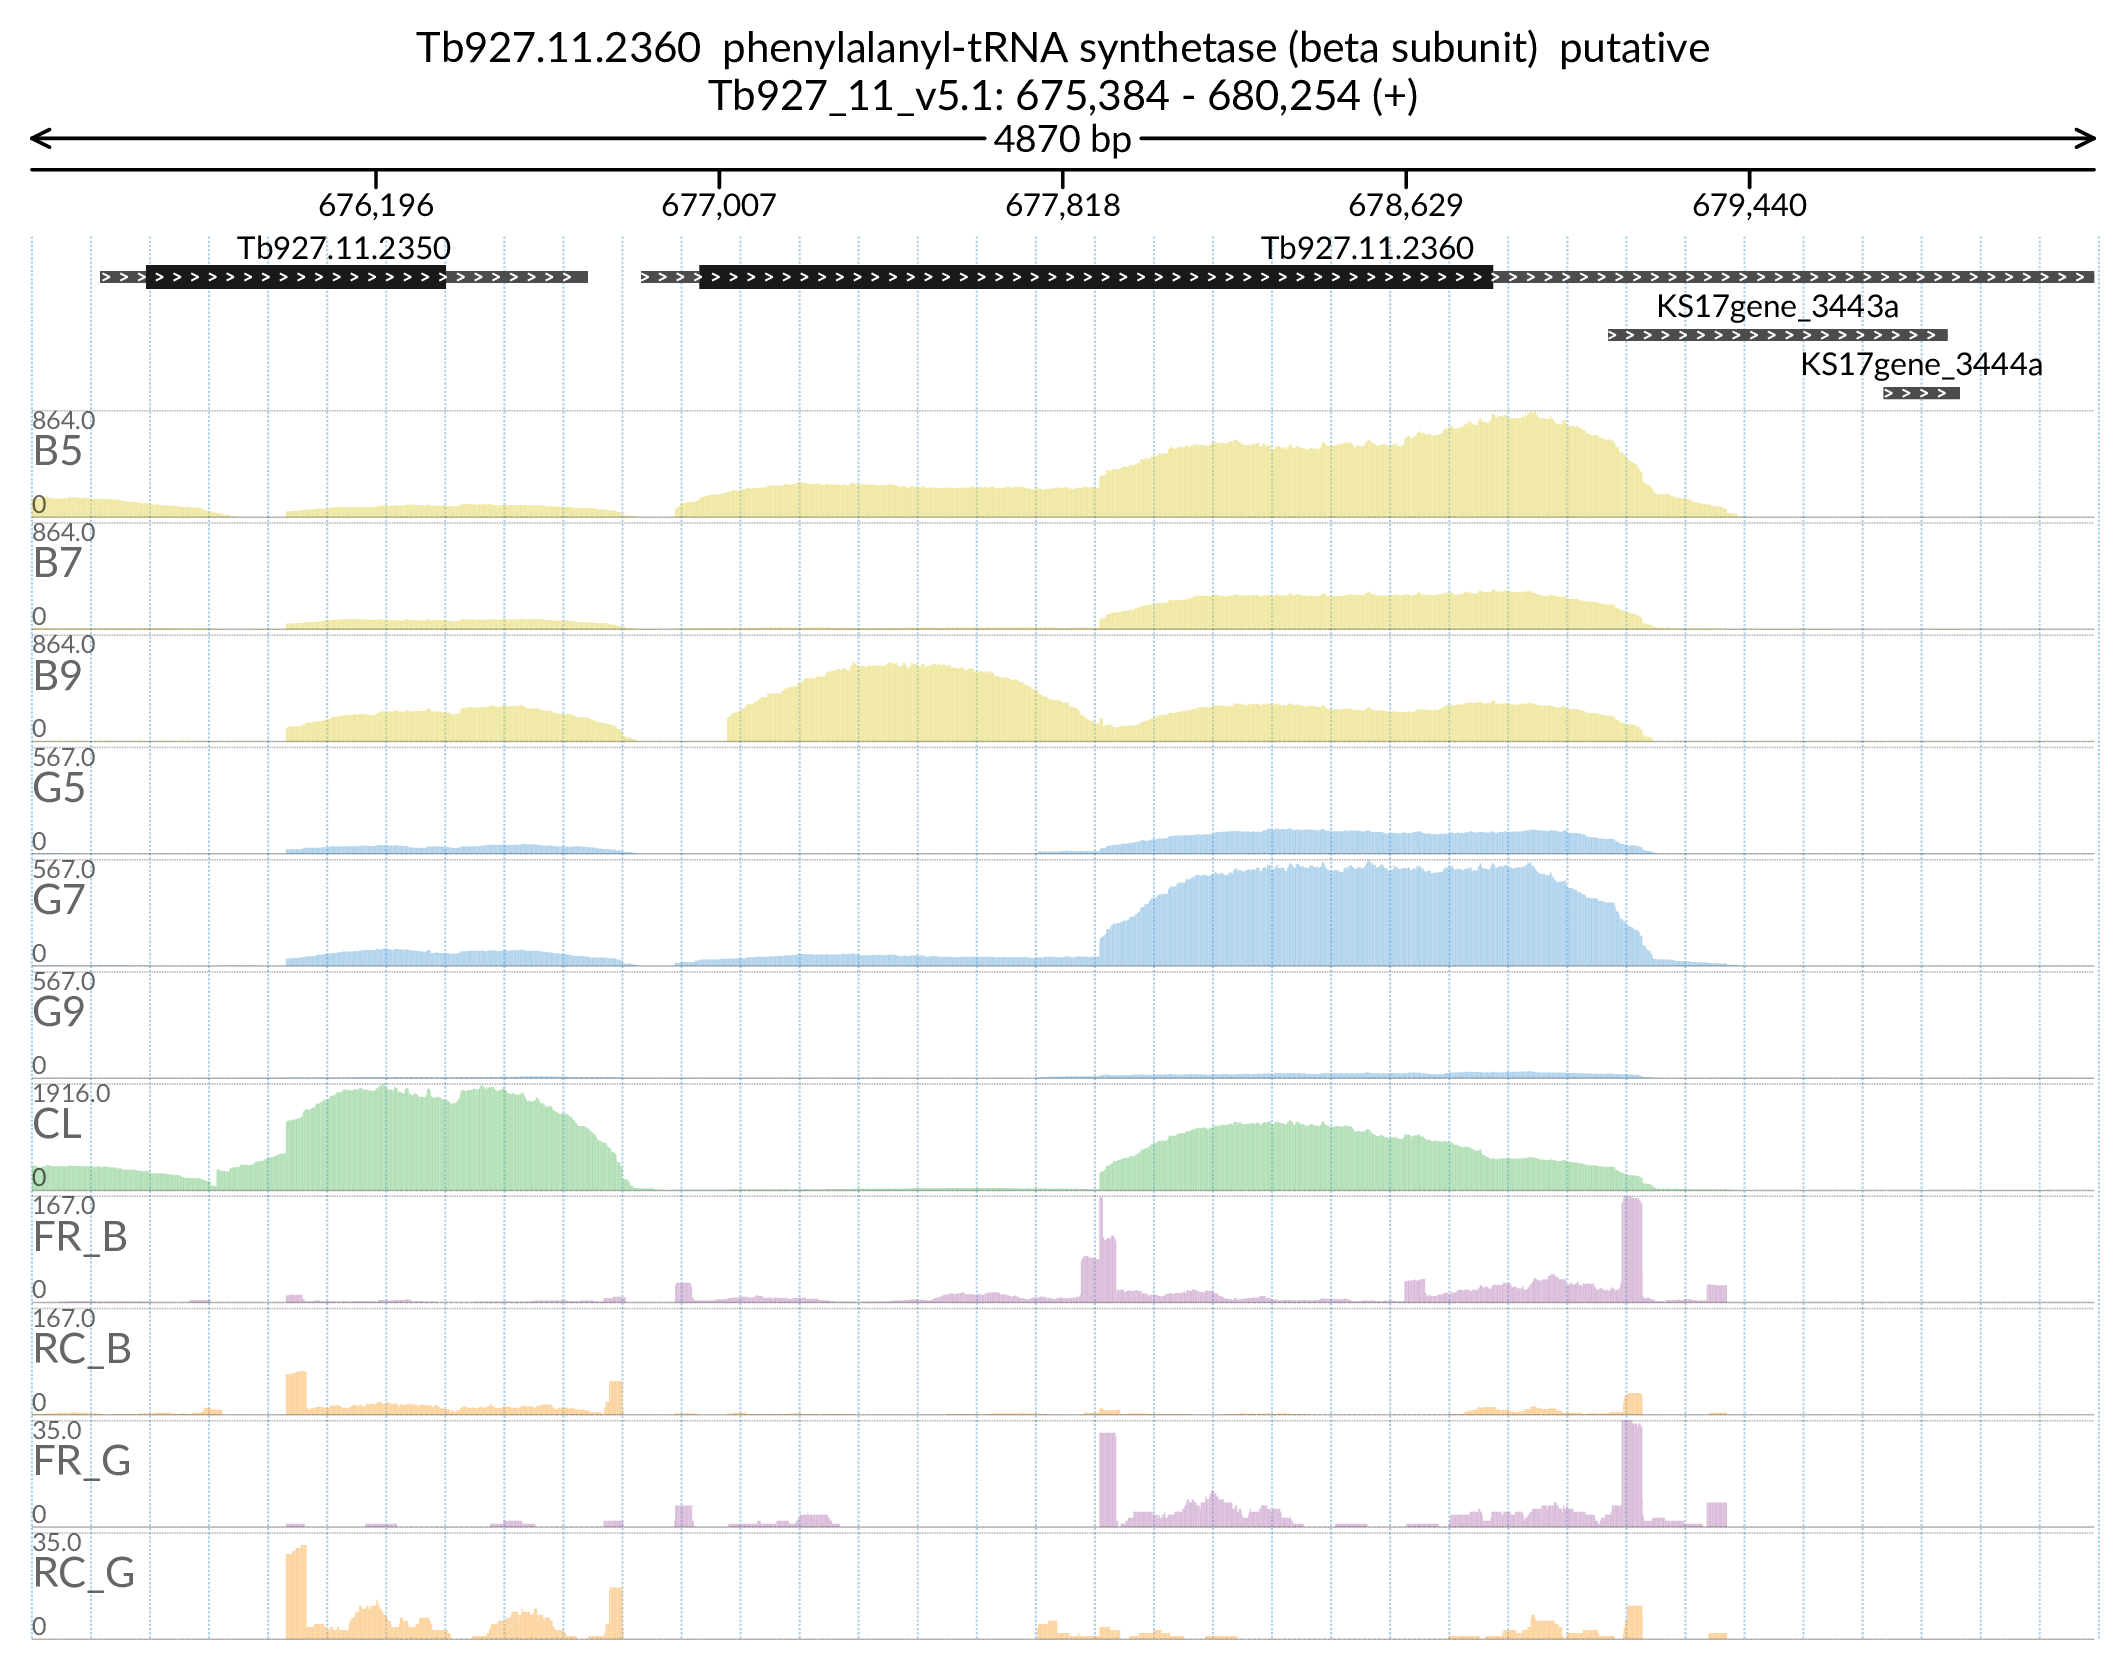 Tb927.11.2360  phenylalanyl-tRNA synthetase (beta subunit)  putative
Tb927_11_v5.1: 675,384 - 680,254 (+)
4870 bp
676,196 677,007 677,818 678,629 679,440
Tb927.11.2350 Tb927.11.2360
KS17gene_3443a
KS17gene_3444a
864.0
B5
0
864.0
B7
0
864.0
B9
0
567.0
G5
0
567.0
G7
0
567.0
G9
0
1916.0
CL
0
167.0
FR_B
0
167.0
RC_B
0
35.0
FR_G
0
35.0
RC_G
0